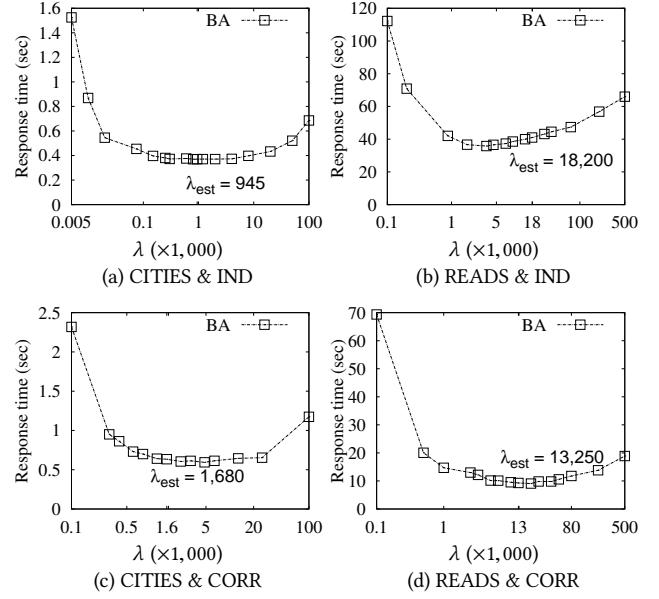 1.6
1.4
1.2
1
0.8
0.6
0.4
0.2
0
Response time (sec)
BA
λest = 945
0.005 0.1 1 10 100
λ (×1,000)
(a) CITIES & IND
120
100
80
60
40
20
0
Response time (sec)
BA
λest = 18,200
0.1 1 5 18 100 500
λ (×1,000)
(b) READS & IND
2.5
2
1.5
1
0.5
0
Response time (sec)
BA
λest = 1,680
0.1 0.5 1.6 5 20 100
λ (×1,000)
(c) CITIES & CORR
70
60
50
40
30
20
10
0
Response time (sec)
BA
λest = 13,250
0.1 1 13 80 500
λ (×1,000)
(d) READS & CORR